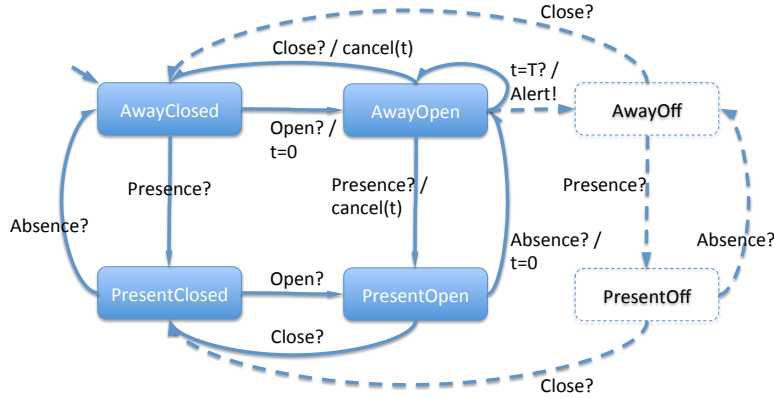 Close?
Close? / cancel(t)
t=T? /
Alert!
AwayClosed
AwayOpen
AwayOff
Open? /
t=0
Presence?
Presence? /
cancel(t)
Presence?
Absence?
Absence? /
t=0
Absence?
PresentClosed
Open?
PresentOpen
PresentOff
Close?
Close?